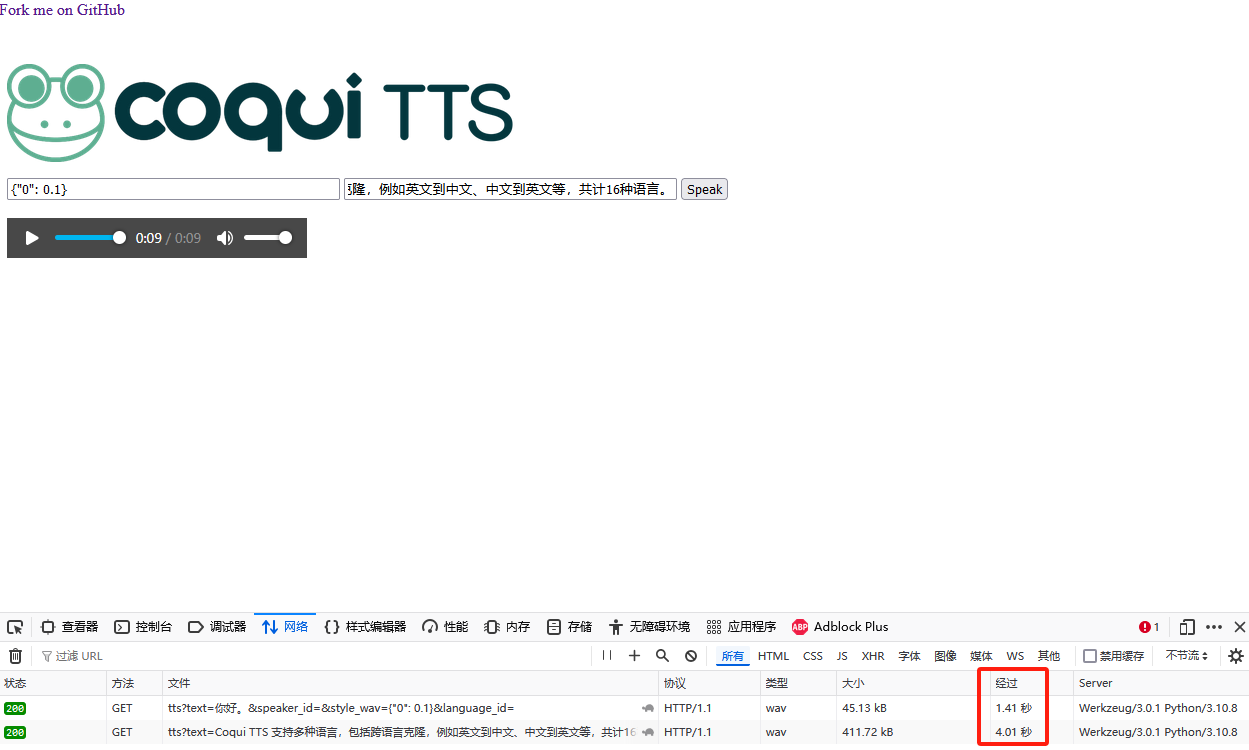 Fork me on GitHub
coqui TTS
{"0": 0.1} 克隆，例如英文到中文、中文到英文等，共计16种语言。 Speak
0:09 / 0:09
查看器 控制台 调试器 网络 样式编辑器 性能 内存 存储 无障碍环境 应用程序 ABP Adblock Plus 1
过滤 URL 所有 HTML CSS JS XHR 字体 图像 媒体 WS 其他 禁用缓存 不节流
状态 方法 文件 协议 类型 大小 经过 Server
200 GET tts?text=你好。&speaker_id=&style_wav={"0": 0.1}&language_id= HTTP/1.1 wav 45.13 kB 1.41 秒 Werkzeug/3.0.1 Python/3.10.8
200 GET tts?text=Coqui TTS 支持多种语言，包括跨语言克隆，例如英文到中文、中文到英文等，共计16 HTTP/1.1 wav 411.72 kB 4.01 秒 Werkzeug/3.0.1 Python/3.10.8